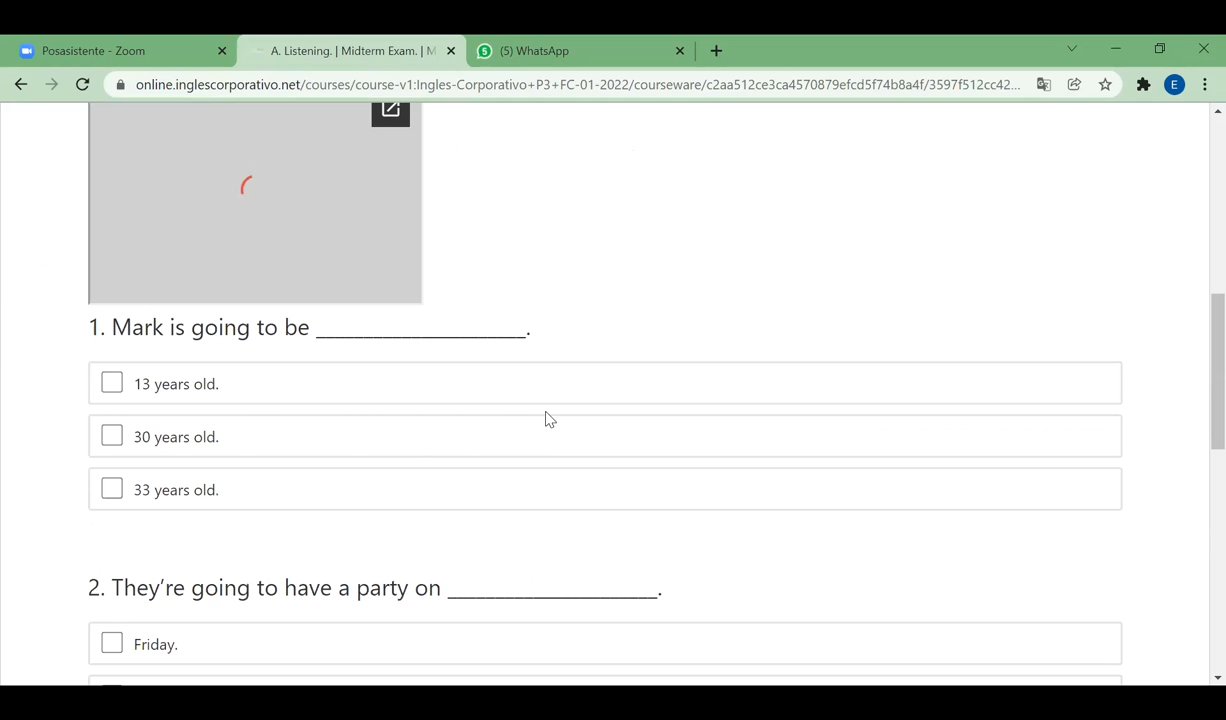 Posasistente - Zoom
A. Listening. | Midterm Exam. | M
(5) WhatsApp
online.inglescorporativo.net/courses/course-v1:Ingles-Corporativo+P3+FC-01-2022/courseware/c2aa512ce3ca4570879efcd5f74b8a4f/3597f512cc42...
E
1. Mark is going to be ____________________.
13 years old.
30 years old.
33 years old.
2. They’re going to have a party on ____________________.
Friday.